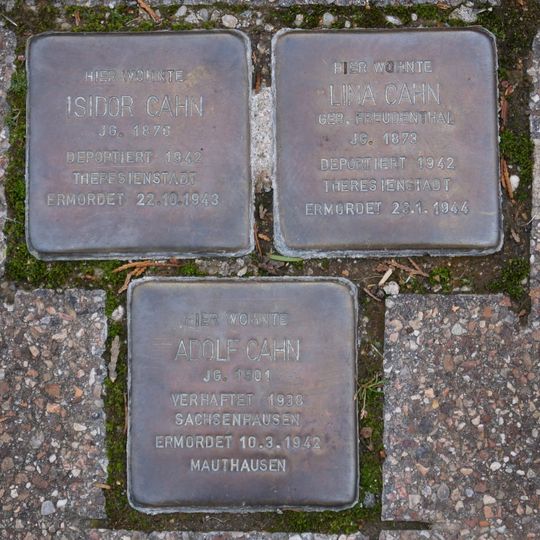 HIER WOHNTE
ISIDOR CAHN
JG. 1876
DEPORTIERT 1942
THERESIENSTADT
ERMORDET 22.10.1943
HIER WOHNTE
LINA CAHN
GEB. FREUDENTHAL
JG. 1873
DEPORTIERT 1942
THERESIENSTADT
ERMORDET 23.1.1944
HIER WOHNTE
ADOLF CAHN
JG. 1901
VERHAFTET 1938
SACHSENHAUSEN
ERMORDET 10.3.1942
MAUTHAUSEN